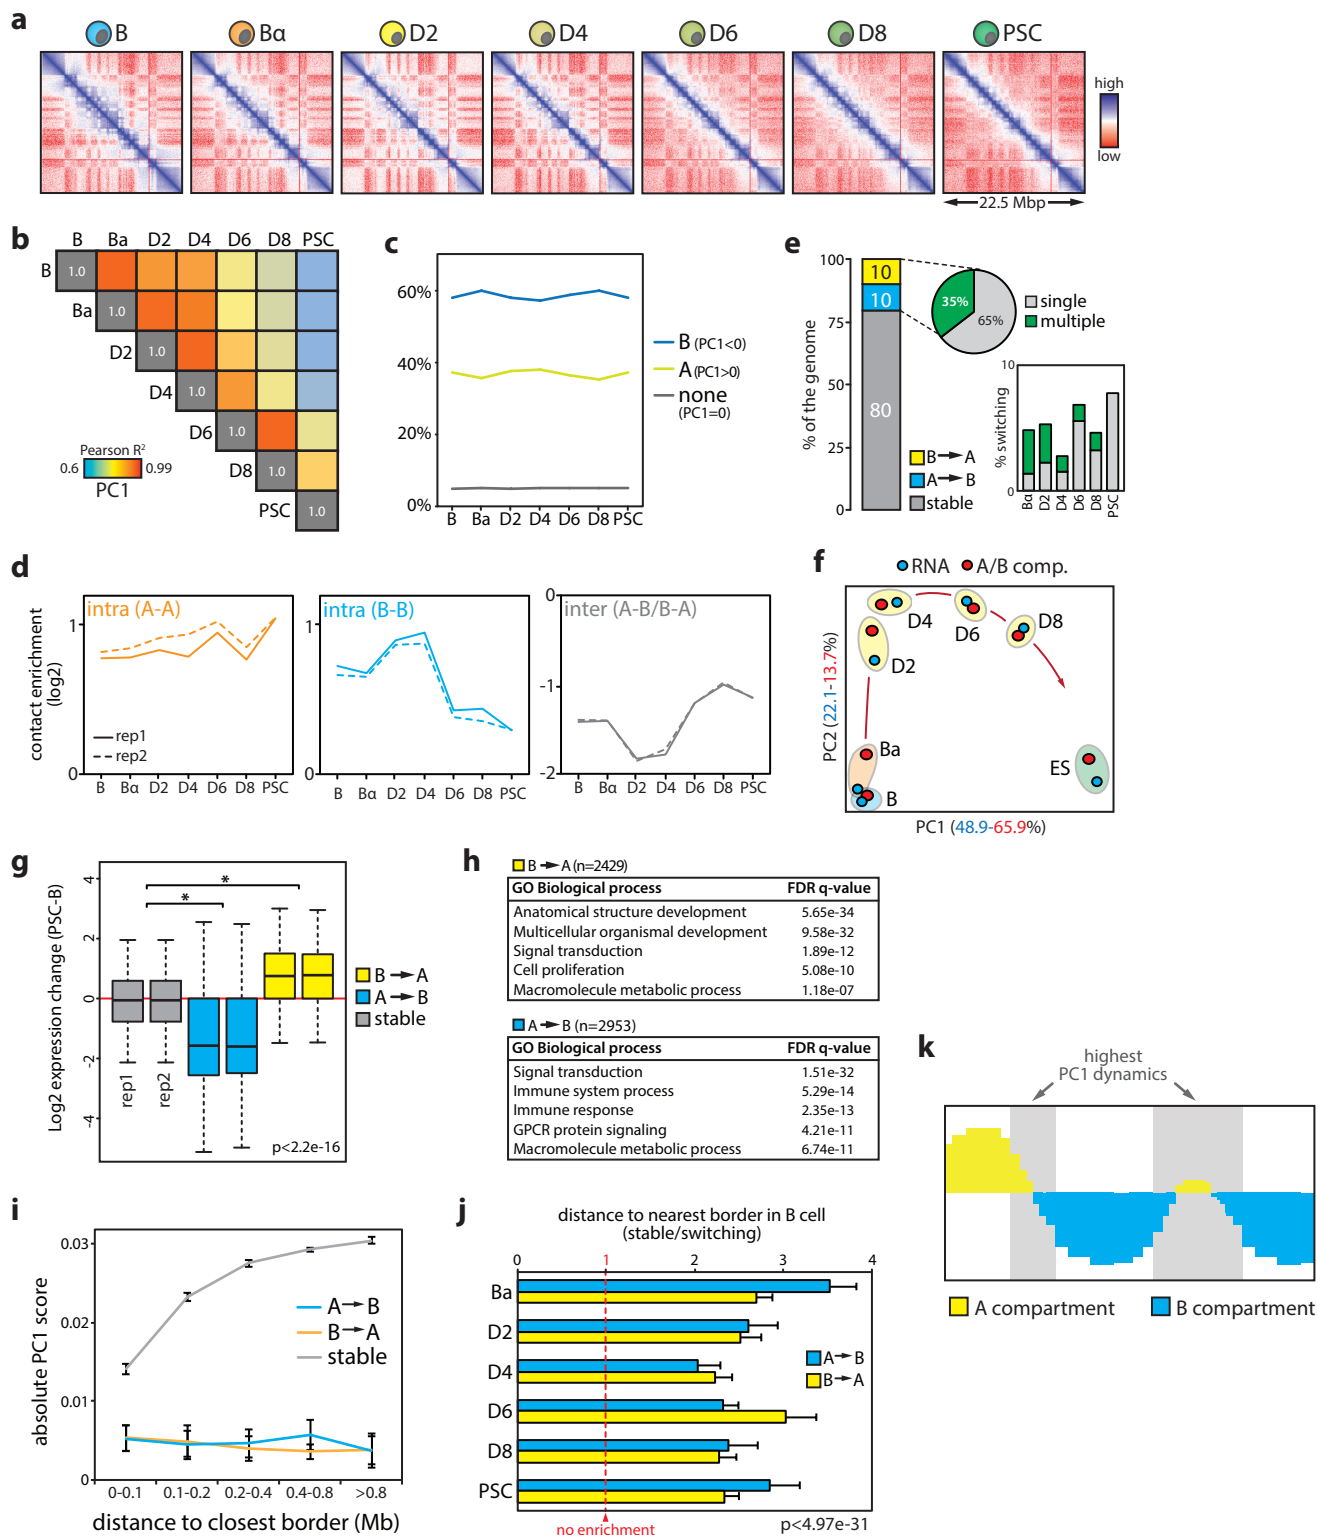 a
B Bα D2 D4 D6 D8 PSC
high
low
22.5 Mbp
b
B Ba D2 D4 D6 D8 PSC
B 1.0
Ba 1.0
D2 1.0
D4 1.0
D6 1.0
D8 1.0
PSC 1.0
Pearson R²
0.6 0.99
PC1
c
60%
40%
20%
0%
B Ba D2 D4 D6 D8 PSC
B (PC1<0)
A (PC1>0)
none
(PC1=0)
e
% of the genome
100
75
50
25
0
10
10
80
B → A
A → B
stable
35%
65%
single
multiple
% switching
10
0
Bα D2 D4 D6 D8 PSC
d
contact enrichment
(log2)
intra (A-A)
1
0
rep1
rep2
B Bα D2 D4 D6 D8 PSC
intra (B-B)
1
0
B Bα D2 D4 D6 D8 PSC
inter (A-B/B-A)
0
-1
-2
B Bα D2 D4 D6 D8 PSC
f
RNA A/B comp.
D4
D6
D8
D2
Ba
B
ES
PC2 (22.1-13.7%)
PC1 (48.9-65.9%)
g
Log2 expression change (PSC-B)
4
2
0
-2
-4
*
*
rep1
rep2
p<2.2e-16
B → A
A → B
stable
h
B → A (n=2429)
GO Biological process FDR q-value
Anatomical structure development 5.65e-34
Multicellular organismal development 9.58e-32
Signal transduction 1.89e-12
Cell proliferation 5.08e-10
Macromolecule metabolic process 1.18e-07
A → B (n=2953)
GO Biological process FDR q-value
Signal transduction 1.51e-32
Immune system process 5.29e-14
Immune response 2.35e-13
GPCR protein signaling 4.21e-11
Macromolecule metabolic process 6.74e-11
i
absolute PC1 score
0.03
0.02
0.01
0
A → B
B → A
stable
0-0.1 0.1-0.2 0.2-0.4 0.4-0.8 >0.8
distance to closest border (Mb)
j
distance to nearest border in B cell
(stable/switching)
0 1 2 3 4
Ba
D2
D4
D6
D8
PSC
A → B
B → A
no enrichment
p<4.97e-31
k
highest
PC1 dynamics
A compartment B compartment